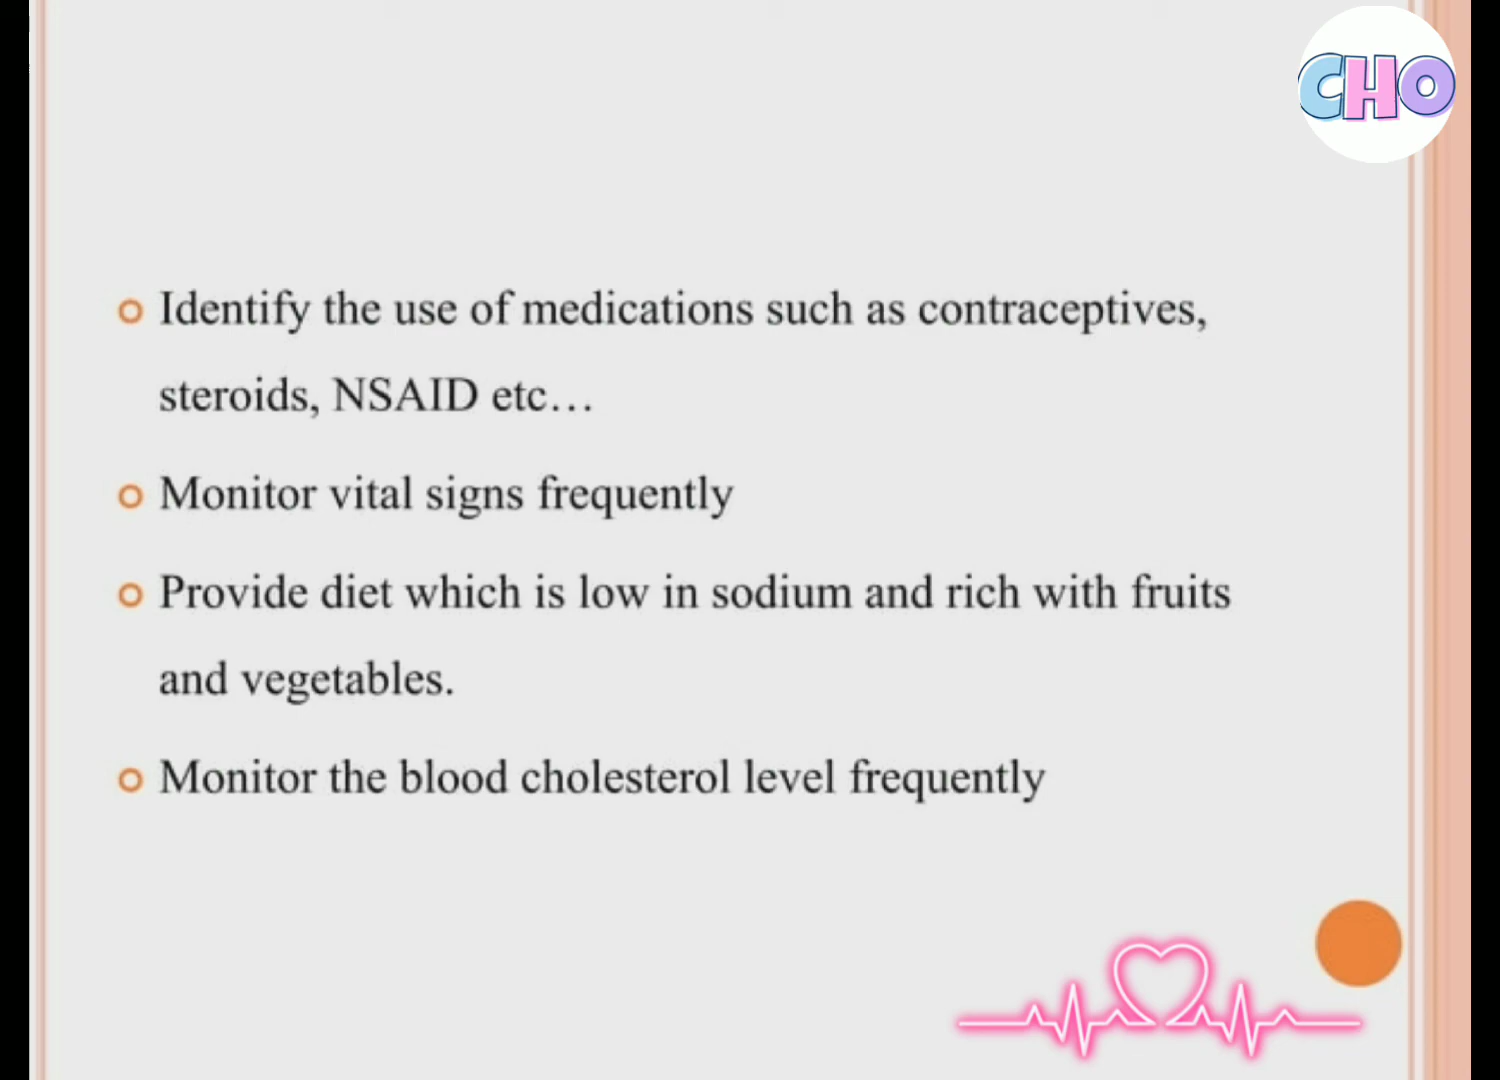 CHO
Identify the use of medications such as contraceptives,
steroids, NSAID etc...
Monitor vital signs frequently
Provide diet which is low in sodium and rich with fruits
and vegetables.
Monitor the blood cholesterol level frequently